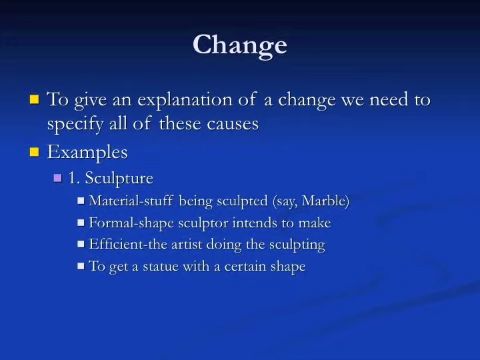 Change
To give an explanation of a change we need to
specify all of these causes
Examples
1. Sculpture
Material-stuff being sculpted (say, Marble)
Formal-shape sculptor intends to make
Efficient-the artist doing the sculpting
To get a statue with a certain shape